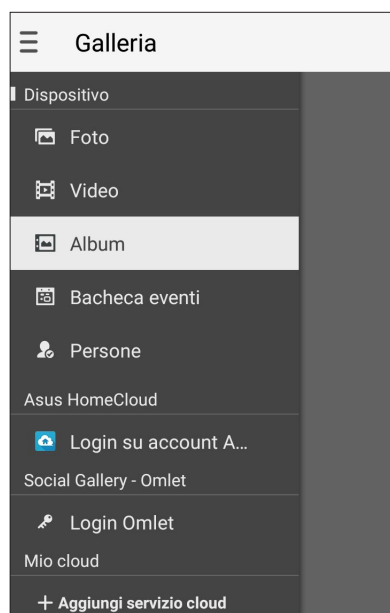 Galleria
Dispositivo
Foto
Video
Album
Bacheca eventi
Persone
Asus HomeCloud
Login su account A...
Social Gallery - Omlet
Login Omlet
Mio cloud
+ Aggiungi servizio cloud